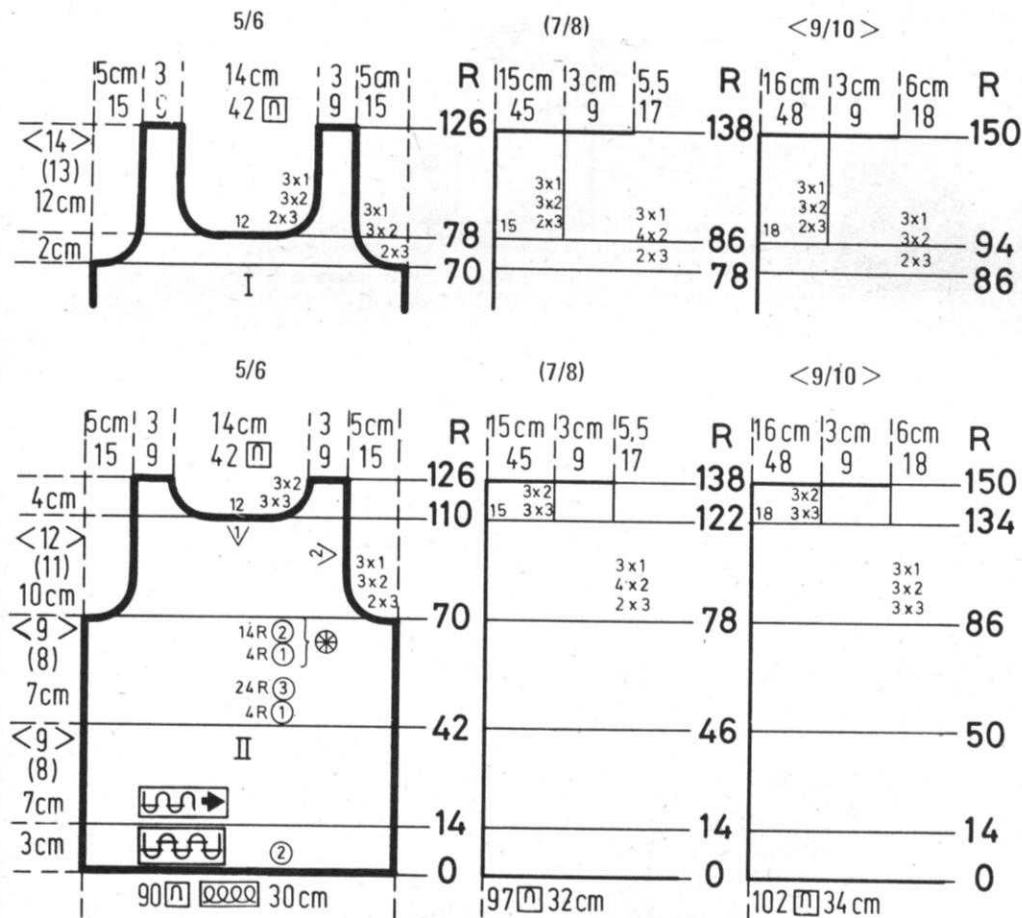 5/6 (7/8) <9/10>
5cm 3 14cm 3 5cm R 15cm 3cm 5,5 R 16cm 3cm 6cm R
15 9 42 ∩ 9 15 45 9 17 48 9 18
126 138 150
<14>
(13)
12cm
3x1
3x2
2x3
12
3x1
3x2
2x3
3x1
3x2
2x3
15
3x1
4x2
2x3
3x1
3x2
2x3
18
3x1
3x2
2x3
78 86 94
2cm
70 78 86
I
5/6 (7/8) <9/10>
5cm 3 14cm 3 5cm R 15cm 3cm 5,5 R 16cm 3cm 6cm R
15 9 42 ∩ 9 15 45 9 17 48 9 18
126 138 150
4cm
3x2
12 3x3
3x2
15 3x3
3x2
18 3x3
110 122 134
1
2
<12>
(11)
10cm
3x1
3x2
2x3
3x1
4x2
2x3
3x1
3x2
3x3
70 78 86
<9>
(8)
7cm
14R ②
4R ①
24R ③
4R ①
42 46 50
<9>
(8)
7cm
II
14 14 14
3cm
②
0 0 0
90 ∩ 30cm 97 ∩ 32cm 102 ∩ 34cm